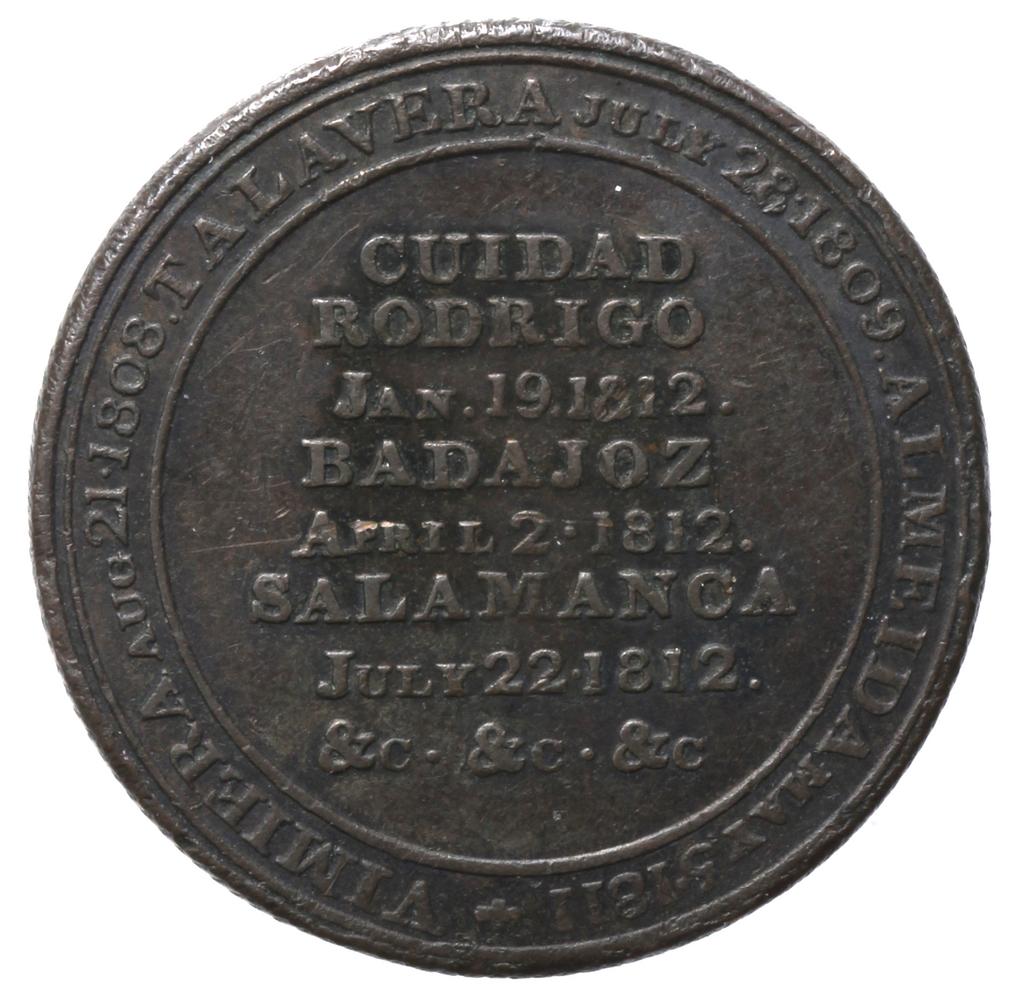 VIMIERA AUG 21·1808. TALAVERA JULY 28·1809. ALMEIDA MAY 5·1811
CUIDAD
RODRIGO
JAN. 19. 1812.
BADAJOZ
APRIL 2·1812.
SALAMANCA
JULY 22·1812.
&C · &C · &C